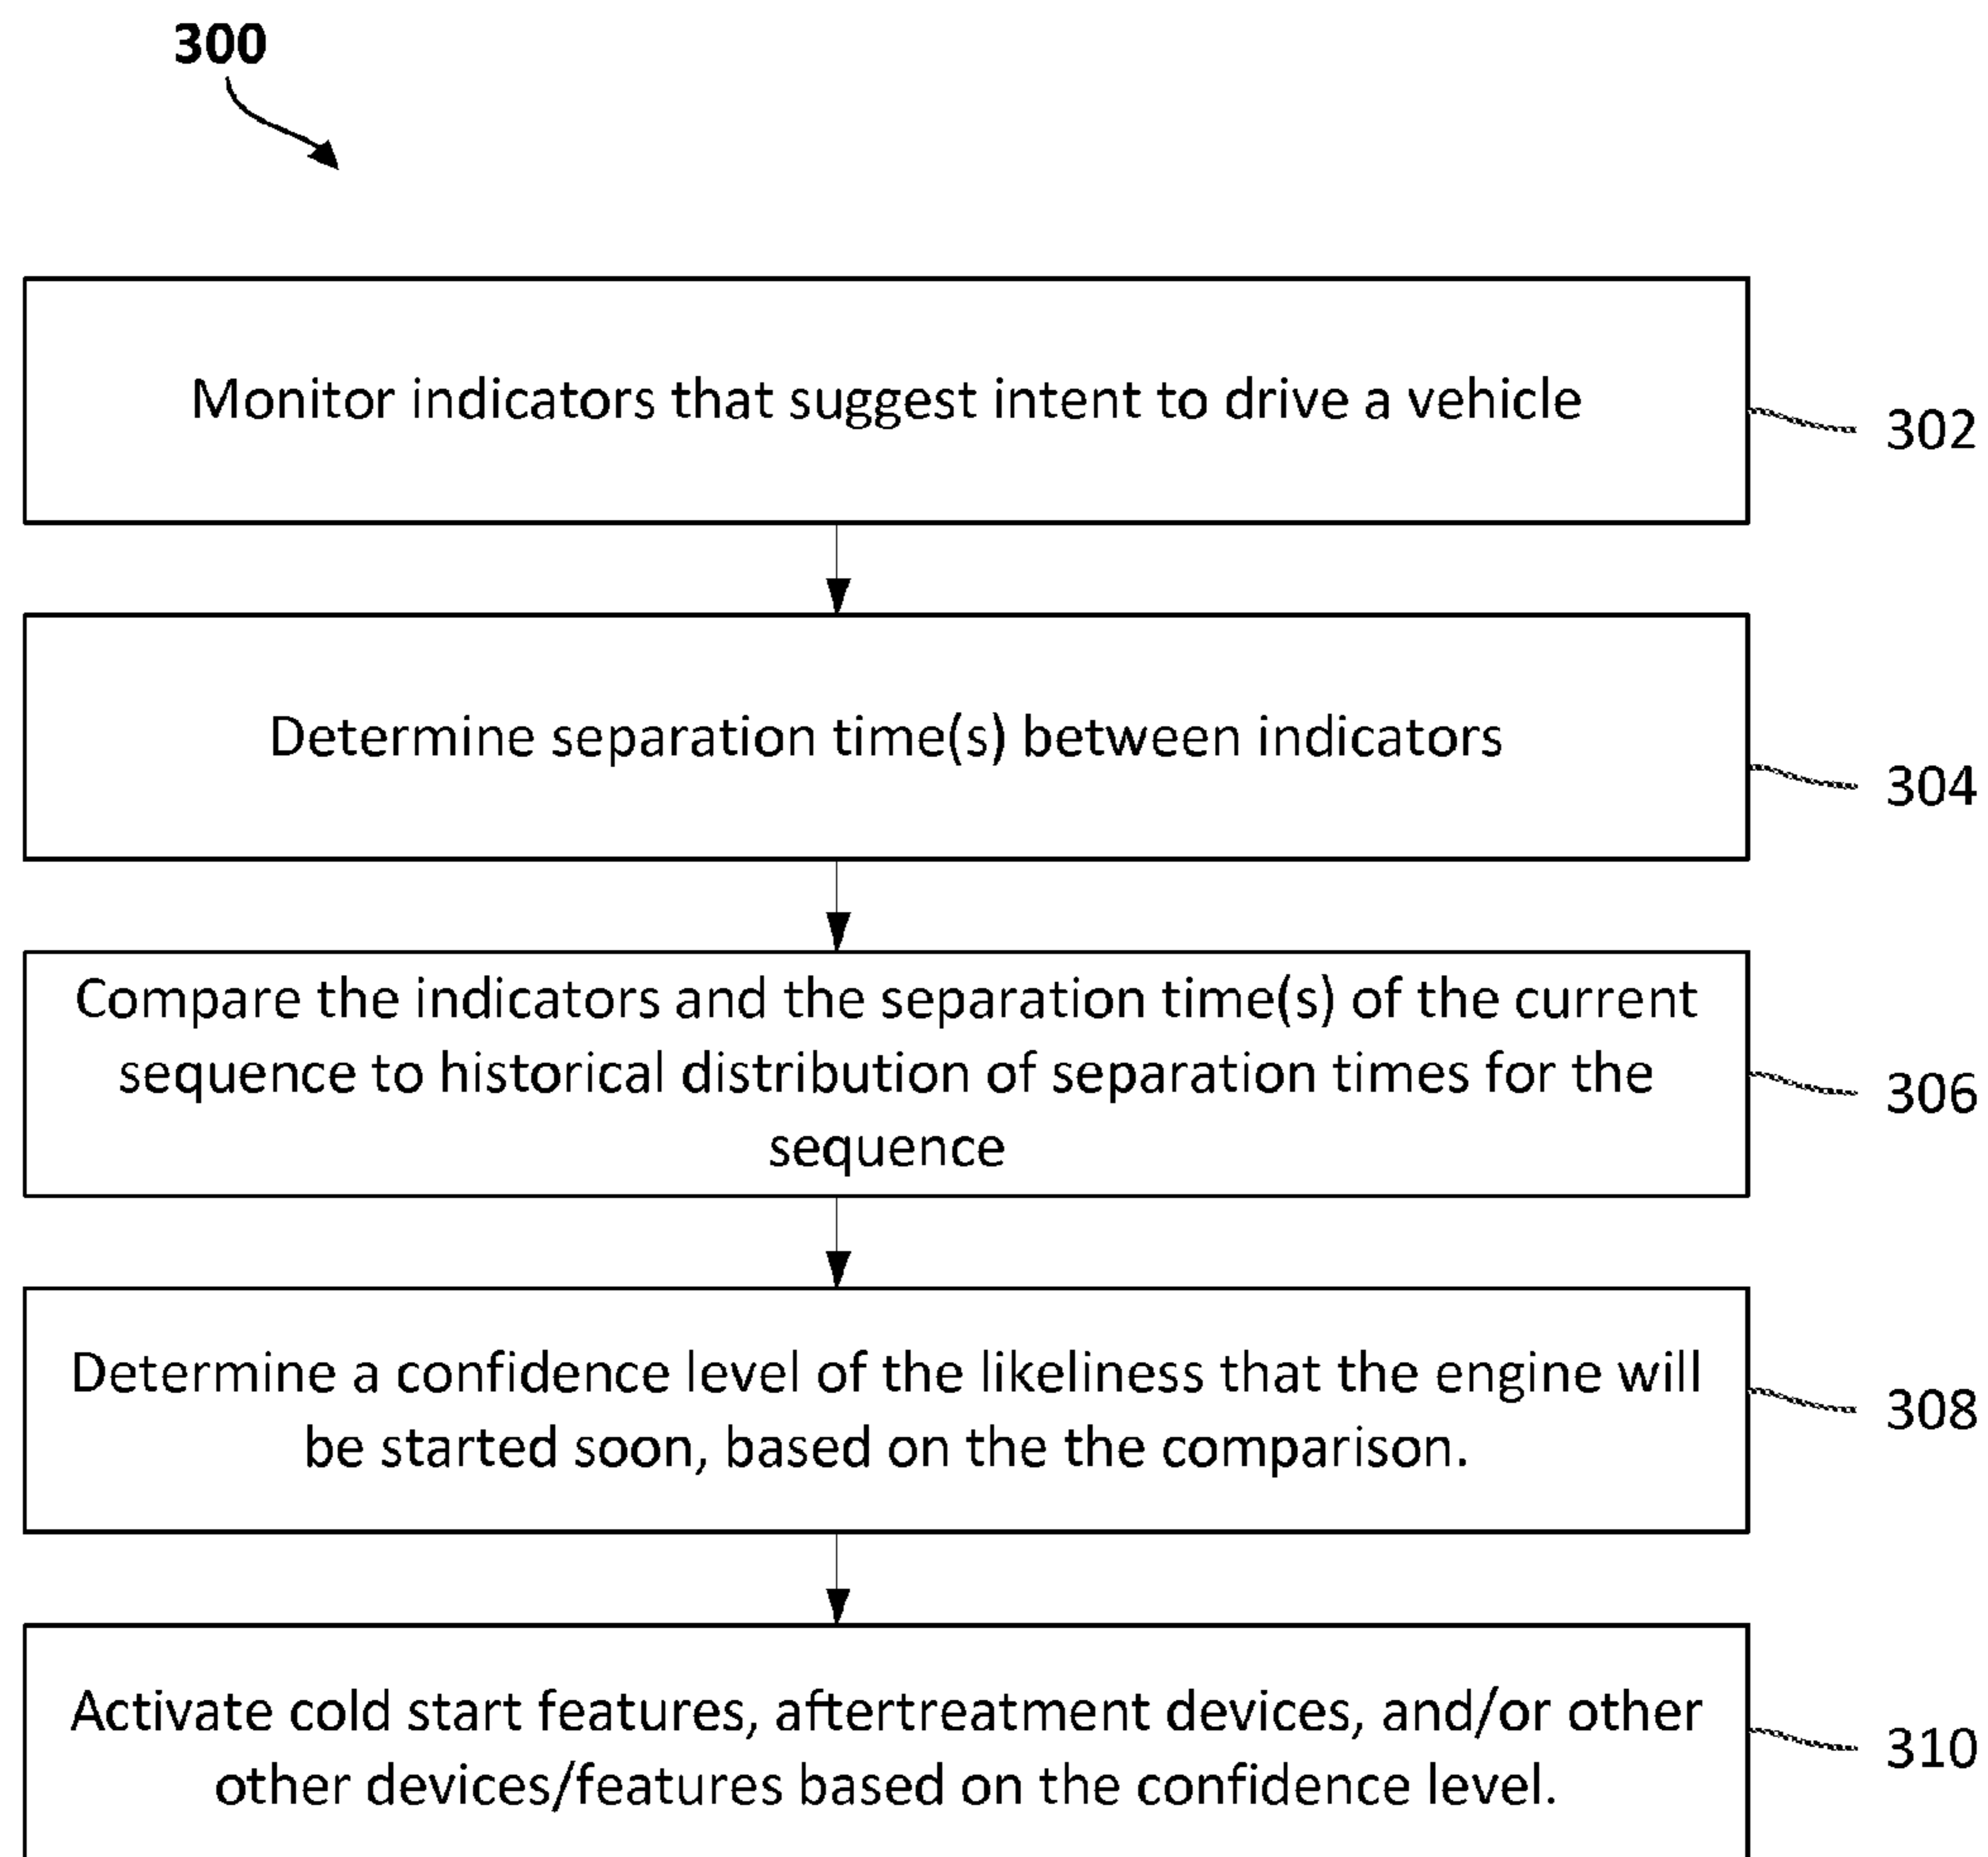 300
Monitor indicators that suggest intent to drive a vehicle
302
Determine separation time(s) between indicators
304
Compare the indicators and the separation time(s) of the current
sequence to historical distribution of separation times for the
sequence
306
Determine a confidence level of the likeliness that the engine will
be started soon, based on the the comparison.
308
Activate cold start features, aftertreatment devices, and/or other
other devices/features based on the confidence level.
310